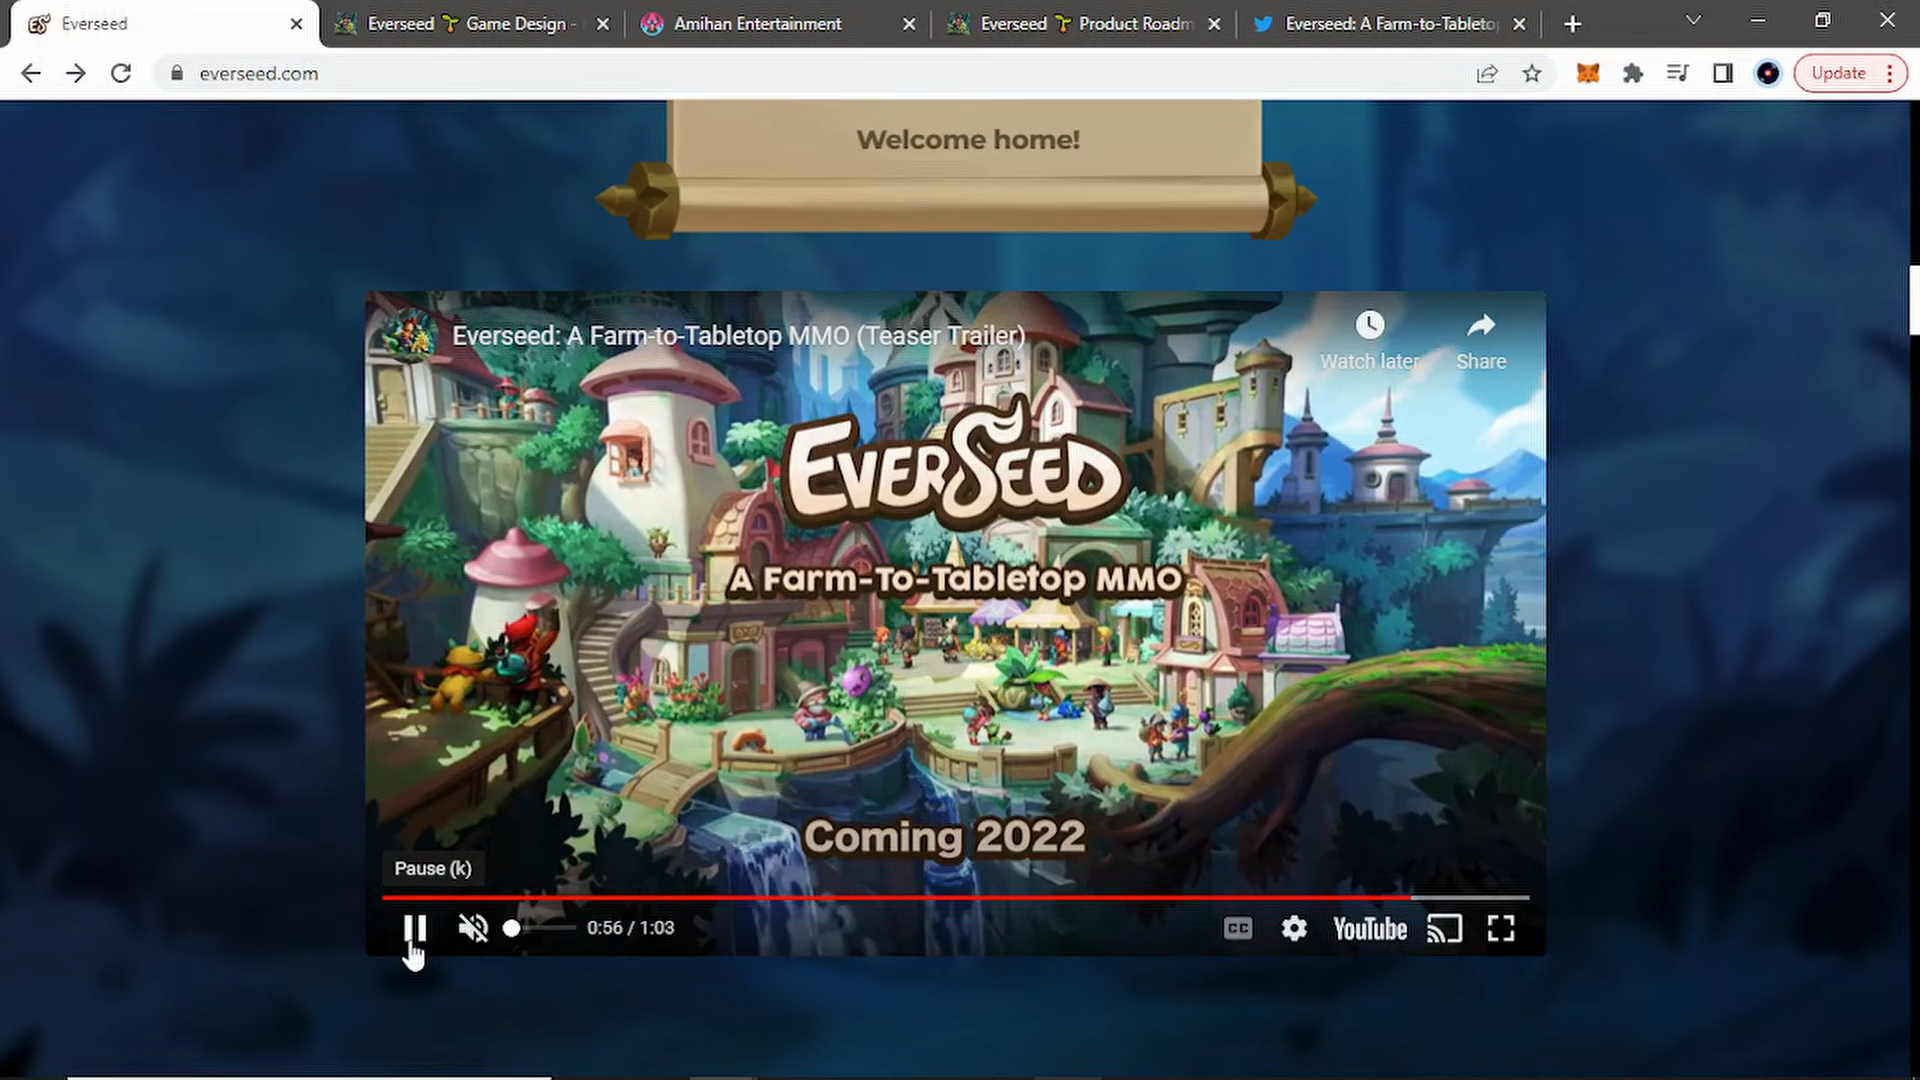 Everseed
Everseed 🌱 Game Design -
Amihan Entertainment
Everseed 🌱 Product Roadm
Everseed: A Farm-to-Tableto
everseed.com
Update
Welcome home!
Everseed: A Farm-to-Tabletop MMO (Teaser Trailer)
Watch later
Share
EVERSEED
A Farm-To-Tabletop MMO
Coming 2022
Pause (k)
0:56 / 1:03
CC
YouTube